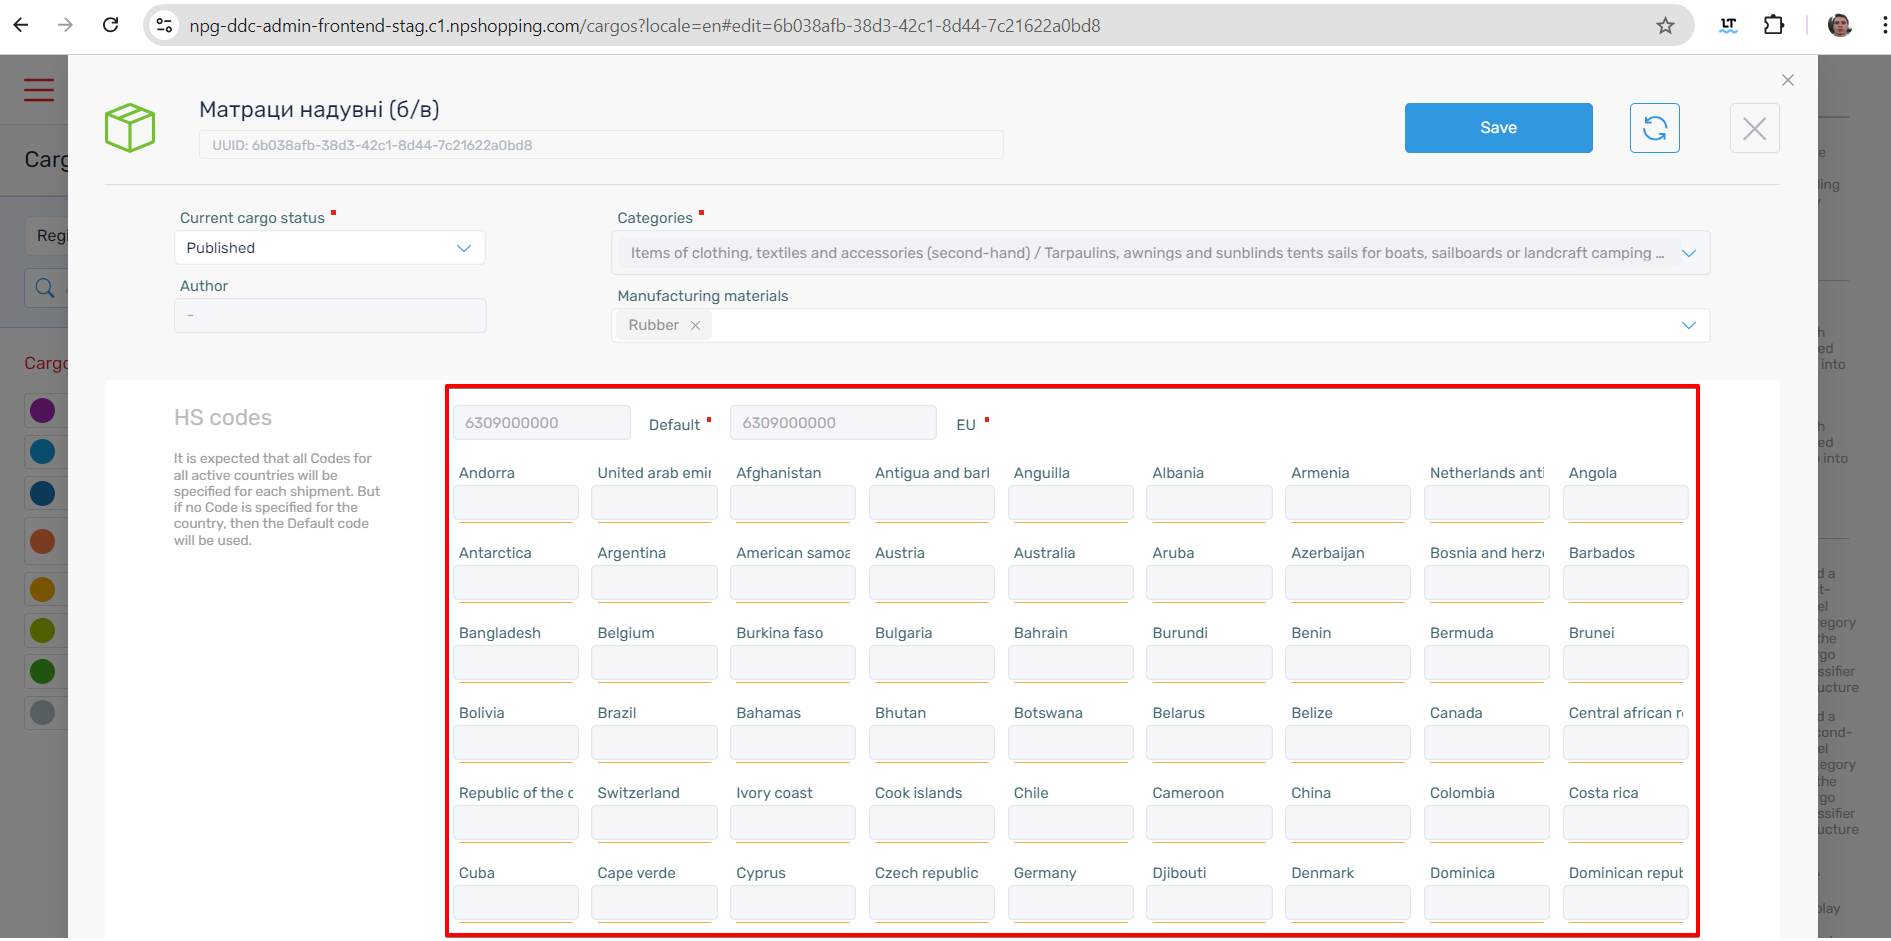 npg-ddc-admin-frontend-stag.c1.npshopping.com/cargos?locale=en#edit=6b038afb-38d3-42c1-8d44-7c21622a0bd8
LT
Матраци надувні (б/в)
UUID: 6b038afb-38d3-42c1-8d44-7c21622a0bd8
Save
Carg
Regi
Cargo
Current cargo status
Published
Author
-
Categories
Items of clothing, textiles and accessories (second-hand) / Tarpaulins, awnings and sunblinds tents sails for boats, sailboards or landcraft camping ...
Manufacturing materials
Rubber
HS codes
It is expected that all Codes for
all active countries will be
specified for each shipment. But
if no Code is specified for the
country, then the Default code
will be used.
6309000000 Default 6309000000 EU
Andorra United arab emir Afghanistan Antigua and barl Anguilla Albania Armenia Netherlands anti Angola
Antarctica Argentina American samoa Austria Australia Aruba Azerbaijan Bosnia and herze Barbados
Bangladesh Belgium Burkina faso Bulgaria Bahrain Burundi Benin Bermuda Brunei
Bolivia Brazil Bahamas Bhutan Botswana Belarus Belize Canada Central african re
Republic of the c Switzerland Ivory coast Cook islands Chile Cameroon China Colombia Costa rica
Cuba Cape verde Cyprus Czech republic Germany Djibouti Denmark Dominica Dominican repub